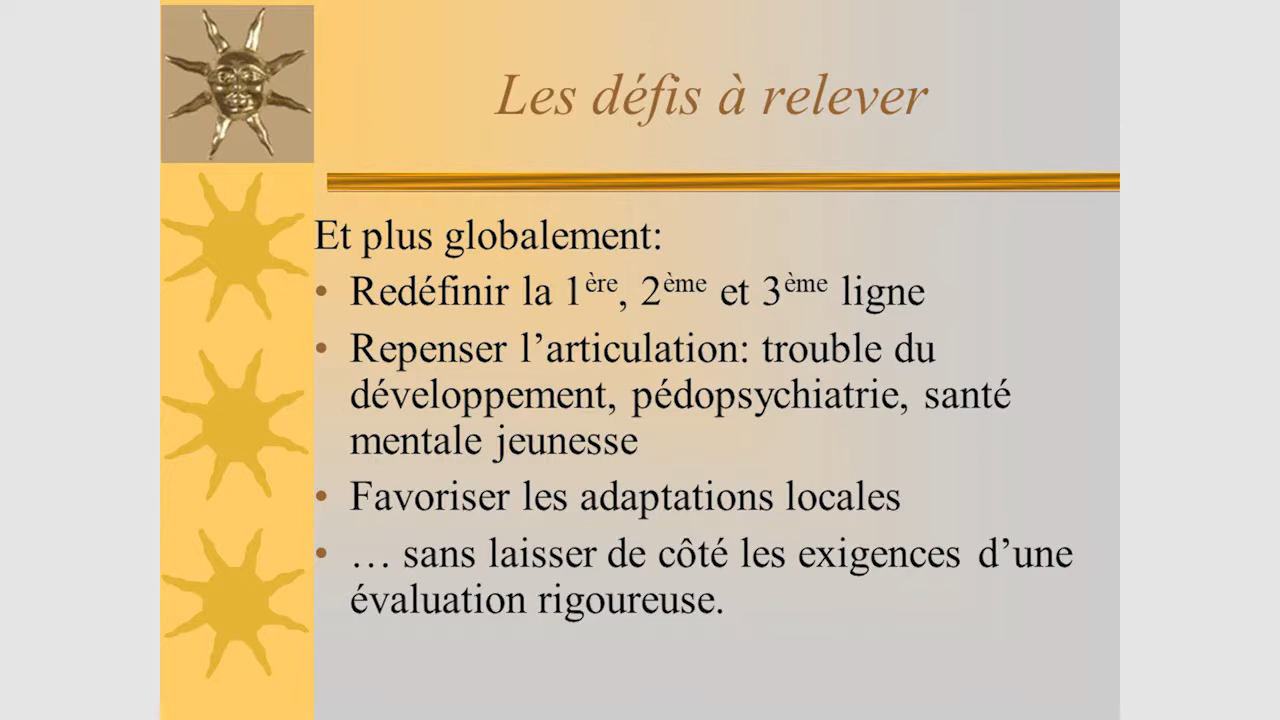 Les défis à relever
Et plus globalement:
• Redéfinir la 1ère, 2ème et 3ème ligne
• Repenser l’articulation: trouble du
développement, pédopsychiatrie, santé
mentale jeunesse
• Favoriser les adaptations locales
• … sans laisser de côté les exigences d’une
évaluation rigoureuse.